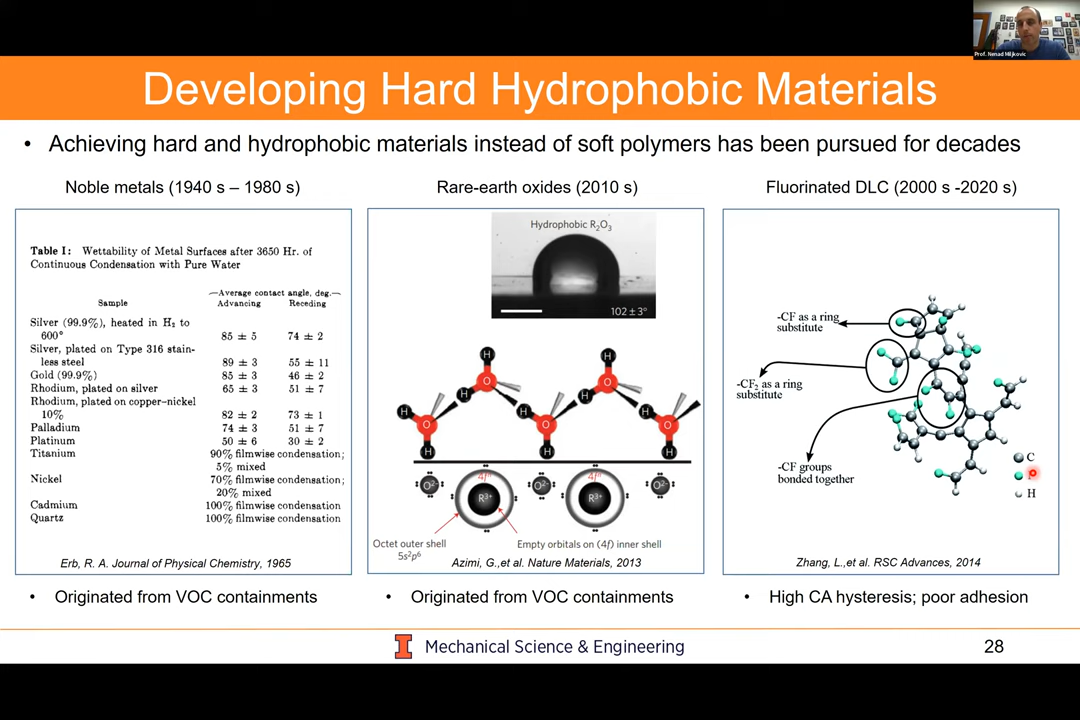 Prof. Nenad Miljkovic
Developing Hard Hydrophobic Materials
• Achieving hard and hydrophobic materials instead of soft polymers has been pursued for decades
Noble metals (1940 s – 1980 s)
Table I: Wettability of Metal Surfaces after 3650 Hr. of
Continuous Condensation with Pure Water
—Average contact angle, deg.—
Sample Advancing Receding
Silver (99.9%), heated in H₂ to
600° 85 ± 5 74 ± 2
Silver, plated on Type 316 stain-
less steel 89 ± 3 55 ± 11
Gold (99.9%) 85 ± 3 46 ± 2
Rhodium, plated on silver 65 ± 3 51 ± 7
Rhodium, plated on copper–nickel
10% 82 ± 2 73 ± 1
Palladium 74 ± 3 51 ± 7
Platinum 50 ± 6 30 ± 2
Titanium 90% filmwise condensation;
5% mixed
Nickel 70% filmwise condensation;
20% mixed
Cadmium 100% filmwise condensation
Quartz 100% filmwise condensation
Erb, R. A. Journal of Physical Chemistry, 1965
• Originated from VOC containments
Rare-earth oxides (2010 s)
Hydrophobic R₂O₃
102 ± 3°
H H
O O
H H H H
O O O
H H H
4fⁿ 4fⁿ
O²⁻ R³⁺ O²⁻ R³⁺ O²⁻
Octet outer shell
5s²p⁶
Empty orbitals on (4f) inner shell
Azimi, G.,et al. Nature Materials, 2013
• Originated from VOC containments
Fluorinated DLC (2000 s -2020 s)
-CF as a ring
substitute
-CF₂ as a ring
substitute
-CF groups
bonded together
C
H
Zhang, L.,et al. RSC Advances, 2014
• High CA hysteresis; poor adhesion
I Mechanical Science & Engineering
28